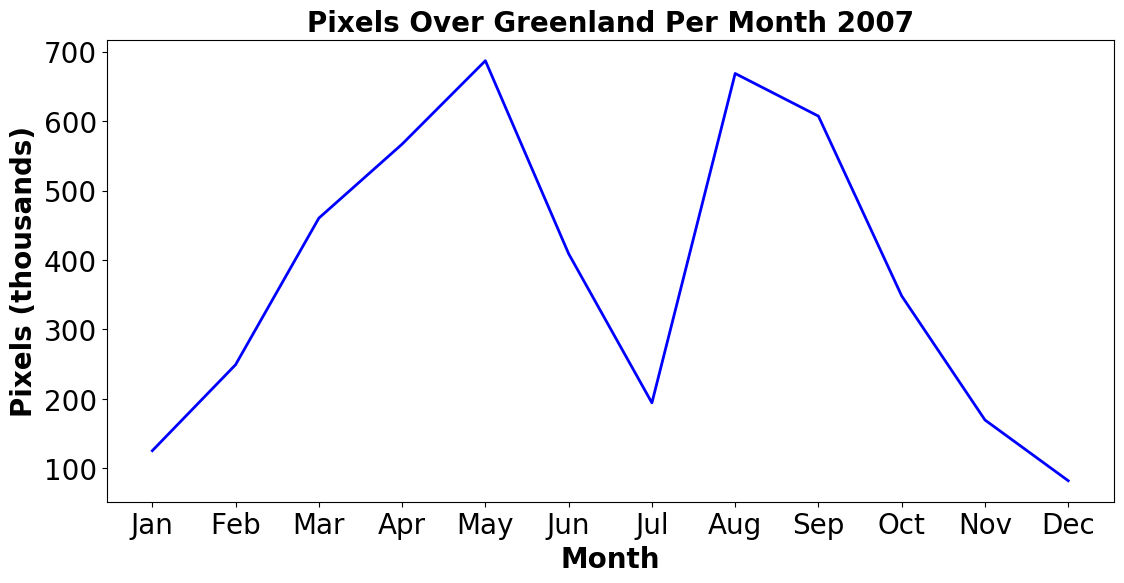 Pixels Over Greenland Per Month 2007
Pixels (thousands)
700
600
500
400
300
200
100
Jan Feb Mar Apr May Jun Jul Aug Sep Oct Nov Dec
Month